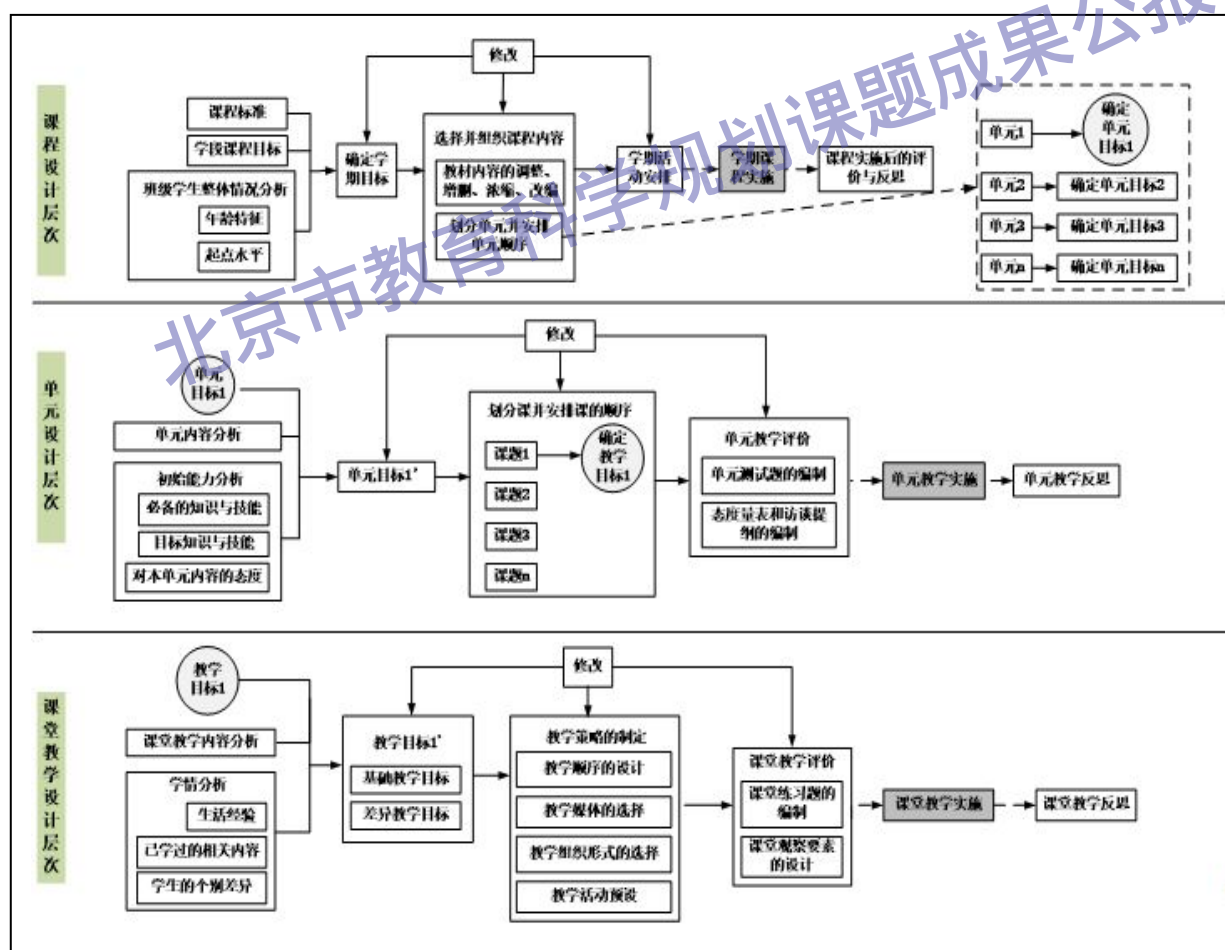 北京市教育科学规划课题成果公报
课程设计层次
修改
课程标准
学段课程目标
班级学生整体情况分析
年龄特征
起点水平
确定学
期目标
选择并组织课程内容
教材内容的调整、
增删、浓缩、改编
划分单元并安排
单元顺序
学期活
动安排
学期课
程实施
课程实施后的评
价与反思
单元1
确定
单元
目标1
单元2
确定单元目标2
单元3
确定单元目标3
单元n
确定单元目标n
单元设计层次
修改
单元
目标1
单元内容分析
初始能力分析
必备的知识与技能
目标知识与技能
对本单元内容的态度
单元目标1'
划分课并安排课的顺序
课题1
确定
教学
目标1
课题2
课题3
课题n
单元教学评价
单元测试题的编制
态度量表和访谈提
纲的编制
单元教学实施
单元教学反思
课堂教学设计层次
修改
教学
目标1
课堂教学内容分析
学情分析
生活经验
已学过的相关内容
学生的个别差异
教学目标1'
基础教学目标
差异教学目标
教学策略的制定
教学顺序的设计
教学媒体的选择
教学组织形式的选择
教学活动预设
课堂教学评价
课堂练习题的
编制
课堂观察要素
的设计
课堂教学实施
课堂教学反思